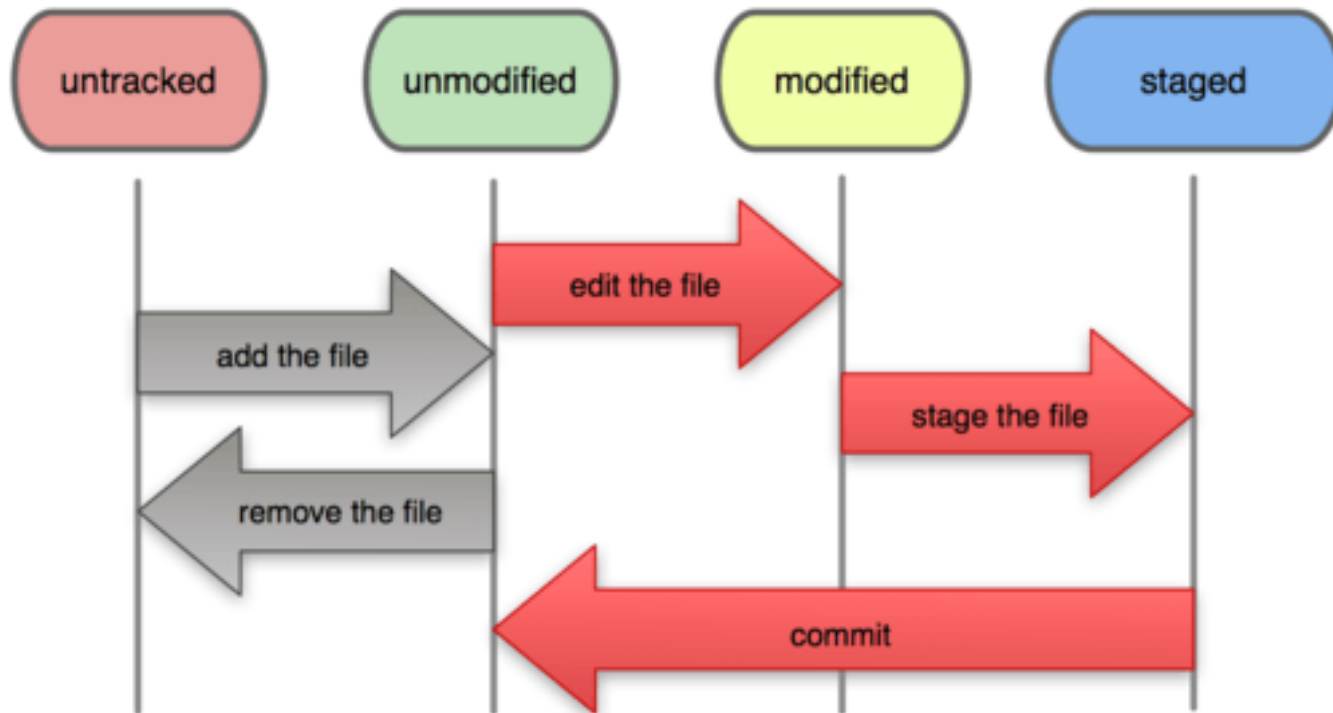 untracked
unmodified
modified
staged
edit the file
add the file
stage the file
remove the file
commit